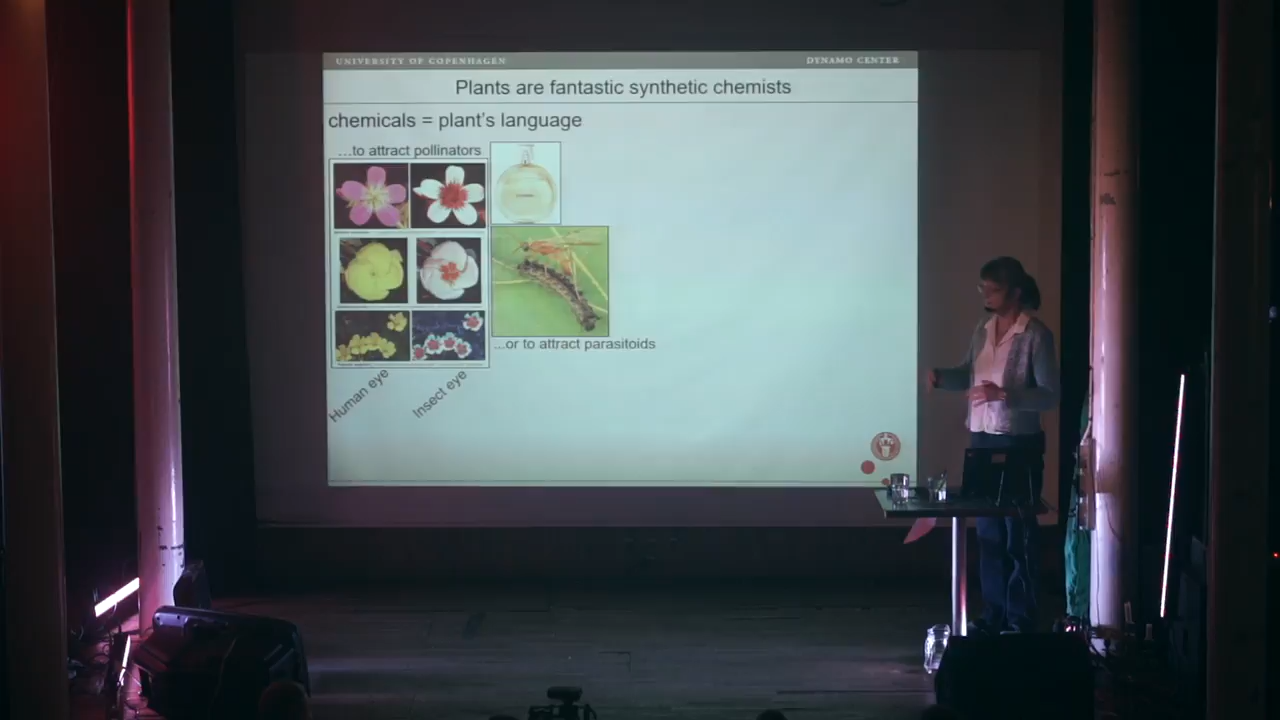 UNIVERSITY OF COPENHAGEN
DYNAMO CENTER
Plants are fantastic synthetic chemists
chemicals = plant's language
...to attract pollinators
...or to attract parasitoids
Human eye
Insect eye